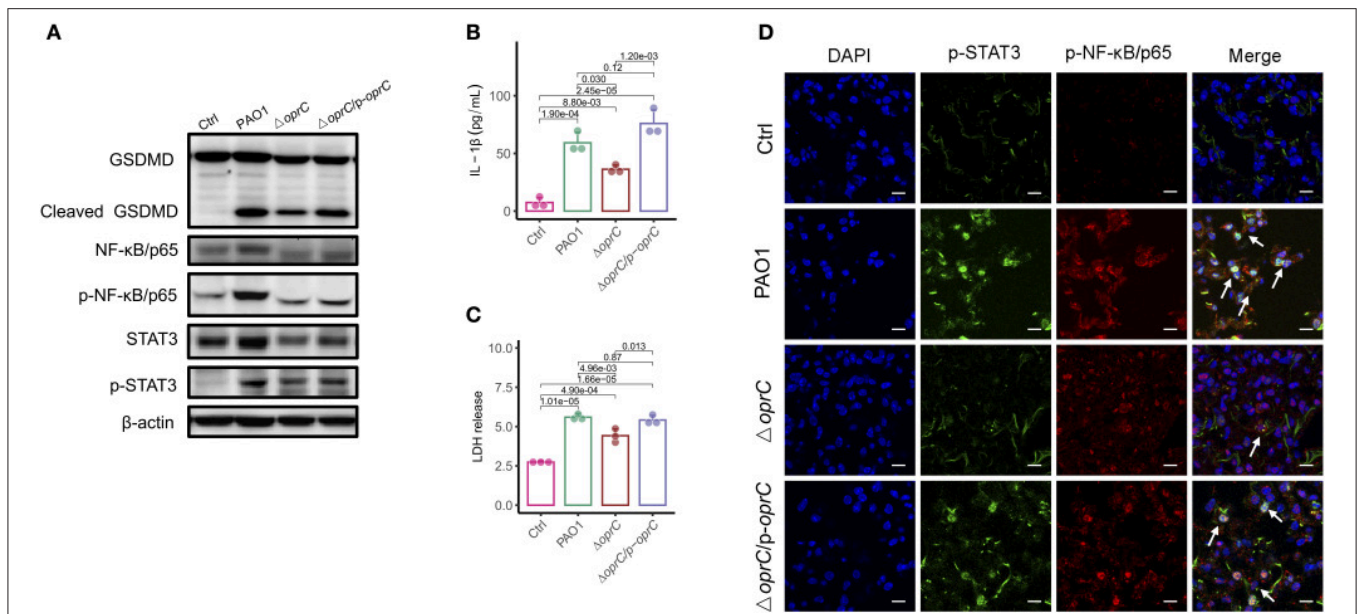 A
Ctrl
PAO1
△oprC
△oprC/p-oprC
GSDMD
Cleaved GSDMD
NF-κB/p65
p-NF-κB/p65
STAT3
p-STAT3
β-actin
B
1.20e−03
0.12
0.030
2.45e−05
8.80e−03
1.90e−04
IL −1β (pg/mL)
100
50
0
Ctrl
PAO1
ΔoprC
ΔoprC/p−oprC
C
0.013
0.87
4.96e−03
1.66e−05
4.90e−04
1.01e−05
LDH release
10.0
7.5
5.0
2.5
0.0
Ctrl
PAO1
ΔoprC
ΔoprC/p−oprC
D
DAPI p-STAT3 p-NF-κB/p65 Merge
Ctrl
PAO1
△oprC
△oprC/p-oprC